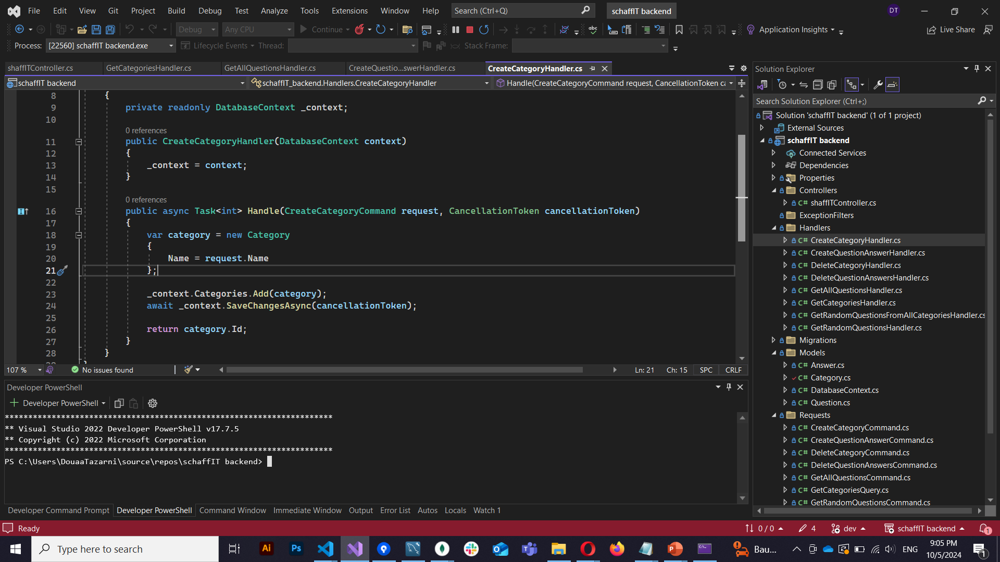 File Edit View Git Project Build Debug Test Analyze Tools Extensions Window Help Search (Ctrl+Q) schaffIT backend DT
Debug Any CPU Continue Application Insights Live Share
Process: [22560] schaffIT backend.exe Lifecycle Events Thread: Stack Frame:
shaffITController.cs GetCategoriesHandler.cs GetAllQuestionsHandler.cs CreateQuestio...swerHandler.cs CreateCategoryHandler.cs
schaffIT backend schaffIT_backend.Handlers.CreateCategoryHandler Handle(CreateCategoryCommand request, CancellationToken ca
8 {
9 private readonly DatabaseContext _context;
10
0 references
11 public CreateCategoryHandler(DatabaseContext context)
12 {
13 _context = context;
14 }
15
0 references
16 public async Task<int> Handle(CreateCategoryCommand request, CancellationToken cancellationToken)
17 {
18 var category = new Category
19 {
20 Name = request.Name
21 };
22
23 _context.Categories.Add(category);
24 await _context.SaveChangesAsync(cancellationToken);
25
26 return category.Id;
27 }
28 }
107 % No issues found Ln: 21 Ch: 15 SPC CRLF
Developer PowerShell
Developer PowerShell
**********************************************************************
** Visual Studio 2022 Developer PowerShell v17.7.5
** Copyright (c) 2022 Microsoft Corporation
**********************************************************************
PS C:\Users\DouaaTazarni\source\repos\schaffIT backend>
Developer Command Prompt Developer PowerShell Command Window Immediate Window Output Error List Autos Locals Watch 1
Solution Explorer
Search Solution Explorer (Ctrl+;)
Solution 'schaffIT backend' (1 of 1 project)
External Sources
schaffIT backend
Connected Services
Dependencies
Properties
Controllers
C# shaffITController.cs
ExceptionFilters
Handlers
C# CreateCategoryHandler.cs
C# CreateQuestionAnswerHandler.cs
C# DeleteCategoryHandler.cs
C# DeleteQuestionAnswersHandler.cs
C# GetAllQuestionsHandler.cs
C# GetCategoriesHandler.cs
C# GetRandomQuestionsFromAllCategoriesHandler.cs
C# GetRandomQuestionsHandler.cs
Migrations
Models
C# Answer.cs
C# Category.cs
C# DatabaseContext.cs
C# Question.cs
Requests
C# CreateCategoryCommand.cs
C# CreateQuestionAnswerCommand.cs
C# DeleteCategoryCommand.cs
C# DeleteQuestionAnswersCommand.cs
C# GetAllQuestionsCommand.cs
C# GetCategoriesQuery.cs
C# GetRandomQuestionsCommand.cs
Ready 0 / 0 4 dev schaffIT backend 1
Type here to search Ai Ps Bau... ENG 9:05 PM
10/5/2024 1